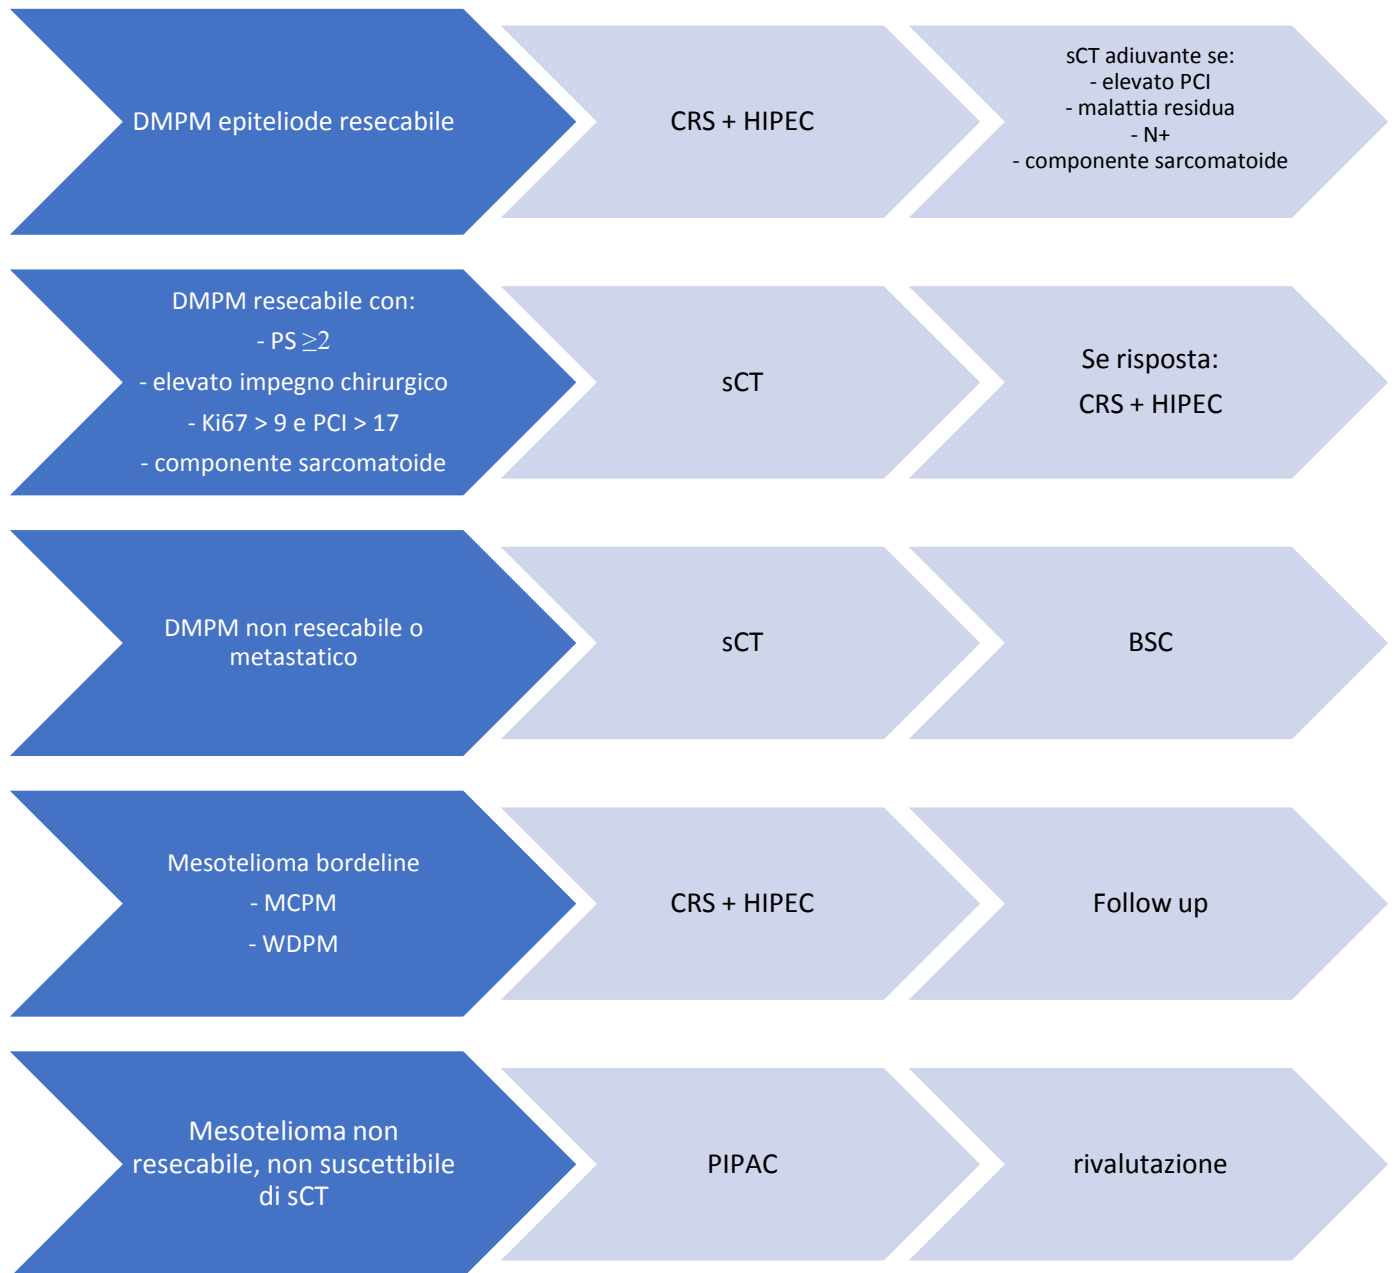 DMPM epiteliode resecabile
CRS + HIPEC
sCT adiuvante se:
- elevato PCI
- malattia residua
- N+
- componente sarcomatoide
DMPM resecabile con:
- PS ≥2
- elevato impegno chirurgico
- Ki67 > 9 e PCI > 17
- componente sarcomatoide
sCT
Se risposta:
CRS + HIPEC
DMPM non resecabile o
metastatico
sCT
BSC
Mesotelioma bordeline
- MCPM
- WDPM
CRS + HIPEC
Follow up
Mesotelioma non
resecabile, non suscettibile
di sCT
PIPAC
rivalutazione